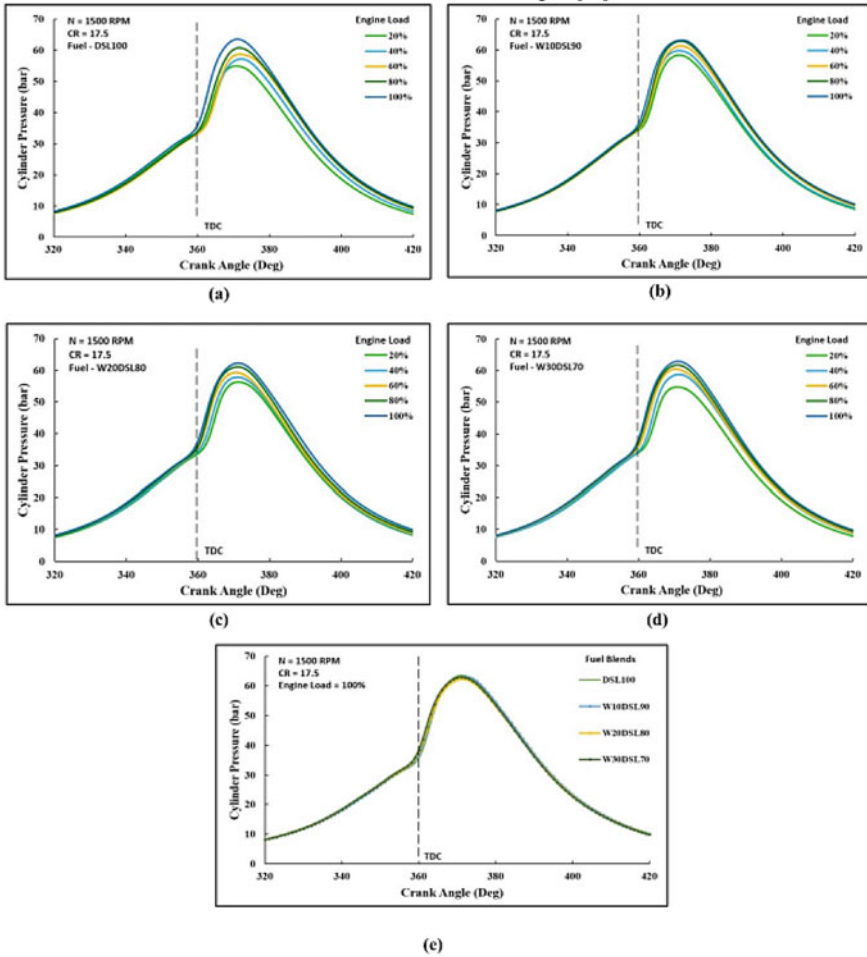 N = 1500 RPM
CR = 17.5
Fuel - DSL100
Engine Load
20%
40%
60%
80%
100%
Cylinder Pressure (bar)
70
60
50
40
30
20
10
0
TDC
320
340
360
380
400
420
Crank Angle (Deg)
(a)
N = 1500 RPM
CR = 17.5
Fuel - W10DSL90
Engine Load
20%
40%
60%
80%
100%
Cylinder Pressure (bar)
70
60
50
40
30
20
10
0
TDC
320
340
360
380
400
420
Crank Angle (Deg)
(b)
N = 1500 RPM
CR = 17.5
Fuel - W20DSL80
Engine Load
20%
40%
60%
80%
100%
Cylinder Pressure (bar)
70
60
50
40
30
20
10
0
TDC
320
340
360
380
400
420
Crank Angle (Deg)
(c)
N = 1500 RPM
CR = 17.5
Fuel - W30DSL70
Engine Load
20%
40%
60%
80%
100%
Cylinder Pressure (bar)
70
60
50
40
30
20
10
0
TDC
320
340
360
380
400
420
Crank Angle (Deg)
(d)
N = 1500 RPM
CR = 17.5
Engine Load = 100%
Fuel Blends
DSL100
W10DSL90
W20DSL80
W30DSL70
Cylinder Pressure (bar)
70
60
50
40
30
20
10
0
TDC
320
340
360
380
400
420
Crank Angle (Deg)
(e)